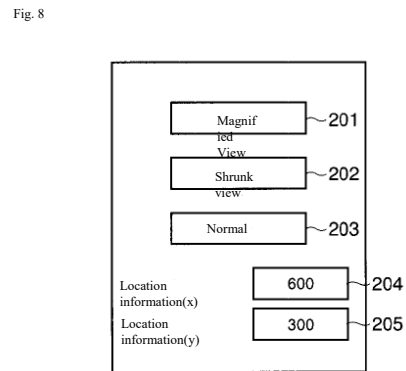 Fig. 8
Magnif
ied
View
201
Shrunk
view
202
Normal
203
Location
information(x)
600
204
Location
information(y)
300
205